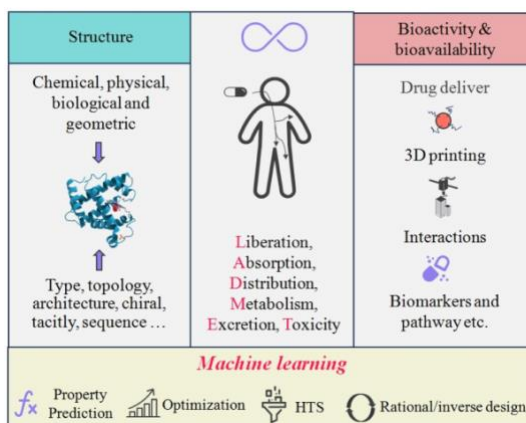 Structure
Chemical, physical,
biological and
geometric
Type, topology,
architecture, chiral,
tacitly, sequence ...
Liberation,
Absorption,
Distribution,
Metabolism,
Excretion, Toxicity
Bioactivity &
bioavailability
Drug deliver
3D printing
Interactions
Biomarkers and
pathway etc.
Machine learning
fx Property
Prediction
Optimization
HTS
Rational/inverse design